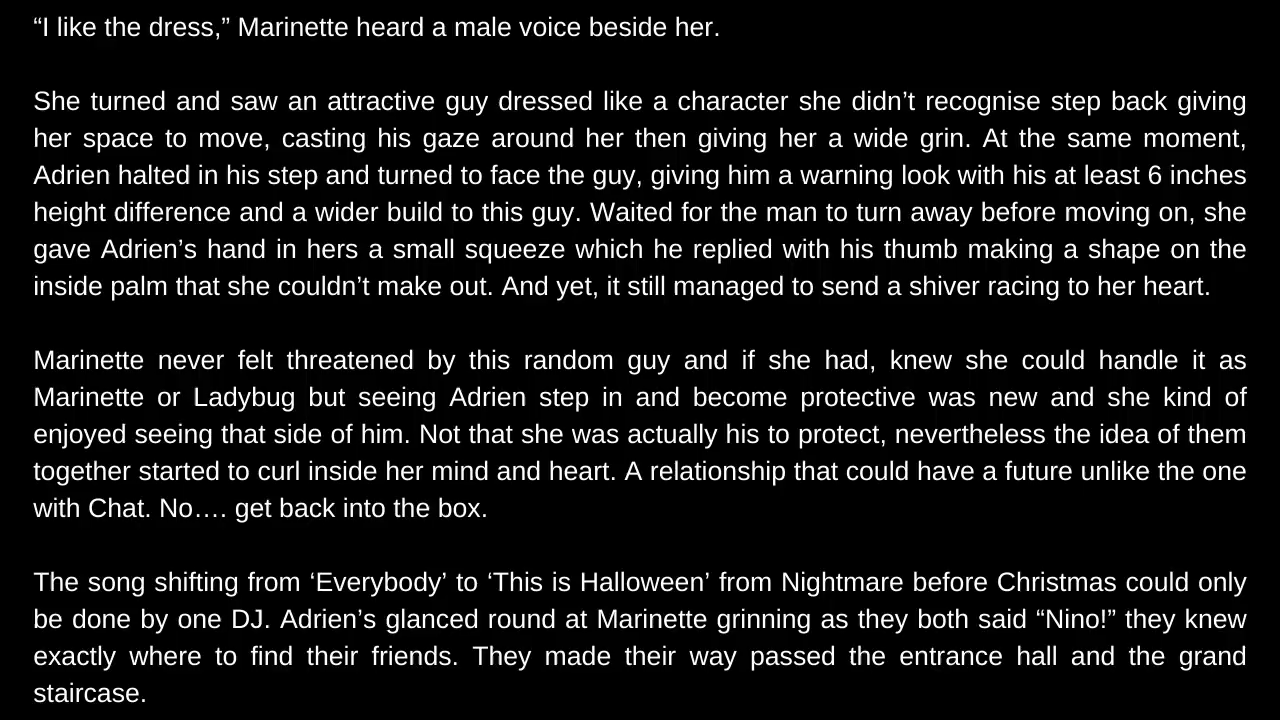 “I like the dress,” Marinette heard a male voice beside her.
She turned and saw an attractive guy dressed like a character she didn’t recognise step back giving
her space to move, casting his gaze around her then giving her a wide grin. At the same moment,
Adrien halted in his step and turned to face the guy, giving him a warning look with his at least 6 inches
height difference and a wider build to this guy. Waited for the man to turn away before moving on, she
gave Adrien’s hand in hers a small squeeze which he replied with his thumb making a shape on the
inside palm that she couldn’t make out. And yet, it still managed to send a shiver racing to her heart.
Marinette never felt threatened by this random guy and if she had, knew she could handle it as
Marinette or Ladybug but seeing Adrien step in and become protective was new and she kind of
enjoyed seeing that side of him. Not that she was actually his to protect, nevertheless the idea of them
together started to curl inside her mind and heart. A relationship that could have a future unlike the one
with Chat. No…. get back into the box.
The song shifting from ‘Everybody’ to ‘This is Halloween’ from Nightmare before Christmas could only
be done by one DJ. Adrien’s glanced round at Marinette grinning as they both said “Nino!” they knew
exactly where to find their friends. They made their way passed the entrance hall and the grand
staircase.